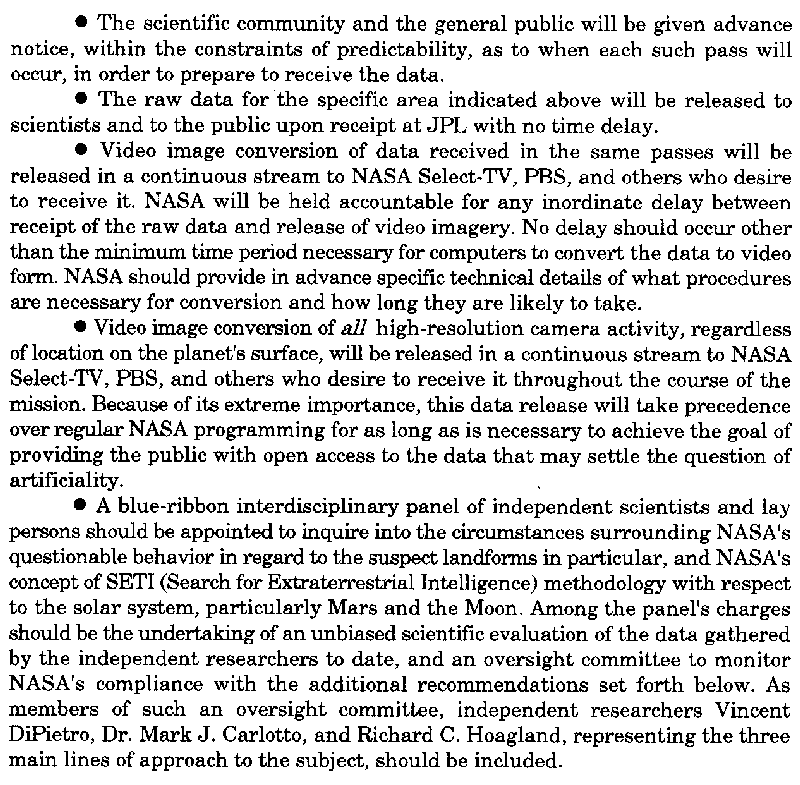 • The scientific community and the general public will be given advance
notice, within the constraints of predictability, as to when each such pass will
occur, in order to prepare to receive the data.
• The raw data for the specific area indicated above will be released to
scientists and to the public upon receipt at JPL with no time delay.
• Video image conversion of data received in the same passes will be
released in a continuous stream to NASA Select-TV, PBS, and others who desire
to receive it. NASA will be held accountable for any inordinate delay between
receipt of the raw data and release of video imagery. No delay should occur other
than the minimum time period necessary for computers to convert the data to video
form. NASA should provide in advance specific technical details of what procedures
are necessary for conversion and how long they are likely to take.
• Video image conversion of all high-resolution camera activity, regardless
of location on the planet's surface, will be released in a continuous stream to NASA
Select-TV, PBS, and others who desire to receive it throughout the course of the
mission. Because of its extreme importance, this data release will take precedence
over regular NASA programming for as long as is necessary to achieve the goal of
providing the public with open access to the data that may settle the question of
artificiality.
• A blue-ribbon interdisciplinary panel of independent scientists and lay
persons should be appointed to inquire into the circumstances surrounding NASA's
questionable behavior in regard to the suspect landforms in particular, and NASA's
concept of SETI (Search for Extraterrestrial Intelligence) methodology with respect
to the solar system, particularly Mars and the Moon. Among the panel's charges
should be the undertaking of an unbiased scientific evaluation of the data gathered
by the independent researchers to date, and an oversight committee to monitor
NASA's compliance with the additional recommendations set forth below. As
members of such an oversight committee, independent researchers Vincent
DiPietro, Dr. Mark J. Carlotto, and Richard C. Hoagland, representing the three
main lines of approach to the subject, should be included.